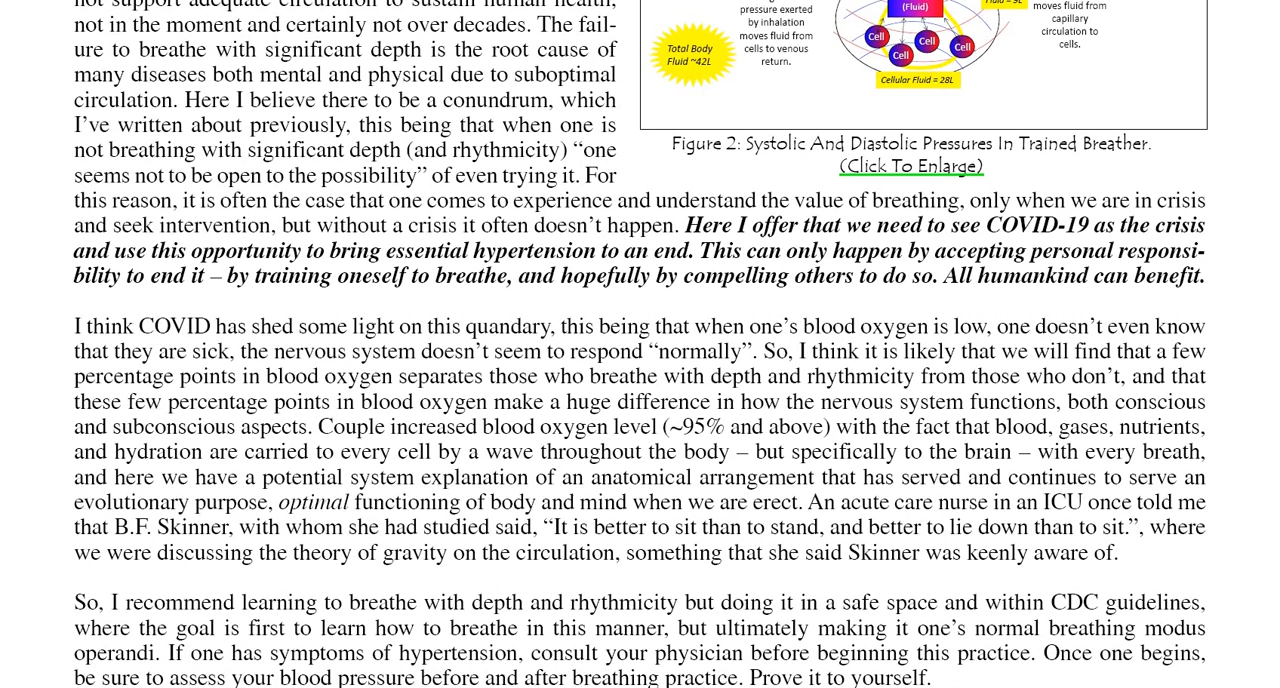 not support adequate circulation to sustain human health,
not in the moment and certainly not over decades. The fail-
ure to breathe with significant depth is the root cause of
many diseases both mental and physical due to suboptimal
circulation. Here I believe there to be a conundrum, which
I've written about previously, this being that when one is
not breathing with significant depth (and rhythmicity) “one
seems not to be open to the possibility” of even trying it. For
this reason, it is often the case that one comes to experience and understand the value of breathing, only when we are in crisis
and seek intervention, but without a crisis it often doesn't happen. Here I offer that we need to see COVID-19 as the crisis
and use this opportunity to bring essential hypertension to an end. This can only happen by accepting personal responsi-
bility to end it – by training oneself to breathe, and hopefully by compelling others to do so. All humankind can benefit.
Total Body
Fluid ~42L
pressure exerted
by inhalation
moves fluid from
cells to venous
return.
(Fluid)
Cell
Cell
Cell
Cell
Cellular Fluid = 28L
moves fluid from
capillary
circulation to
cells.
Figure 2: Systolic And Diastolic Pressures In Trained Breather.
(Click To Enlarge)
I think COVID has shed some light on this quandary, this being that when one's blood oxygen is low, one doesn't even know
that they are sick, the nervous system doesn't seem to respond “normally”. So, I think it is likely that we will find that a few
percentage points in blood oxygen separates those who breathe with depth and rhythmicity from those who don't, and that
these few percentage points in blood oxygen make a huge difference in how the nervous system functions, both conscious
and subconscious aspects. Couple increased blood oxygen level (~95% and above) with the fact that blood, gases, nutrients,
and hydration are carried to every cell by a wave throughout the body – but specifically to the brain – with every breath,
and here we have a potential system explanation of an anatomical arrangement that has served and continues to serve an
evolutionary purpose, optimal functioning of body and mind when we are erect. An acute care nurse in an ICU once told me
that B.F. Skinner, with whom she had studied said, “It is better to sit than to stand, and better to lie down than to sit.”, where
we were discussing the theory of gravity on the circulation, something that she said Skinner was keenly aware of.
So, I recommend learning to breathe with depth and rhythmicity but doing it in a safe space and within CDC guidelines,
where the goal is first to learn how to breathe in this manner, but ultimately making it one's normal breathing modus
operandi. If one has symptoms of hypertension, consult your physician before beginning this practice. Once one begins,
be sure to assess your blood pressure before and after breathing practice. Prove it to yourself.